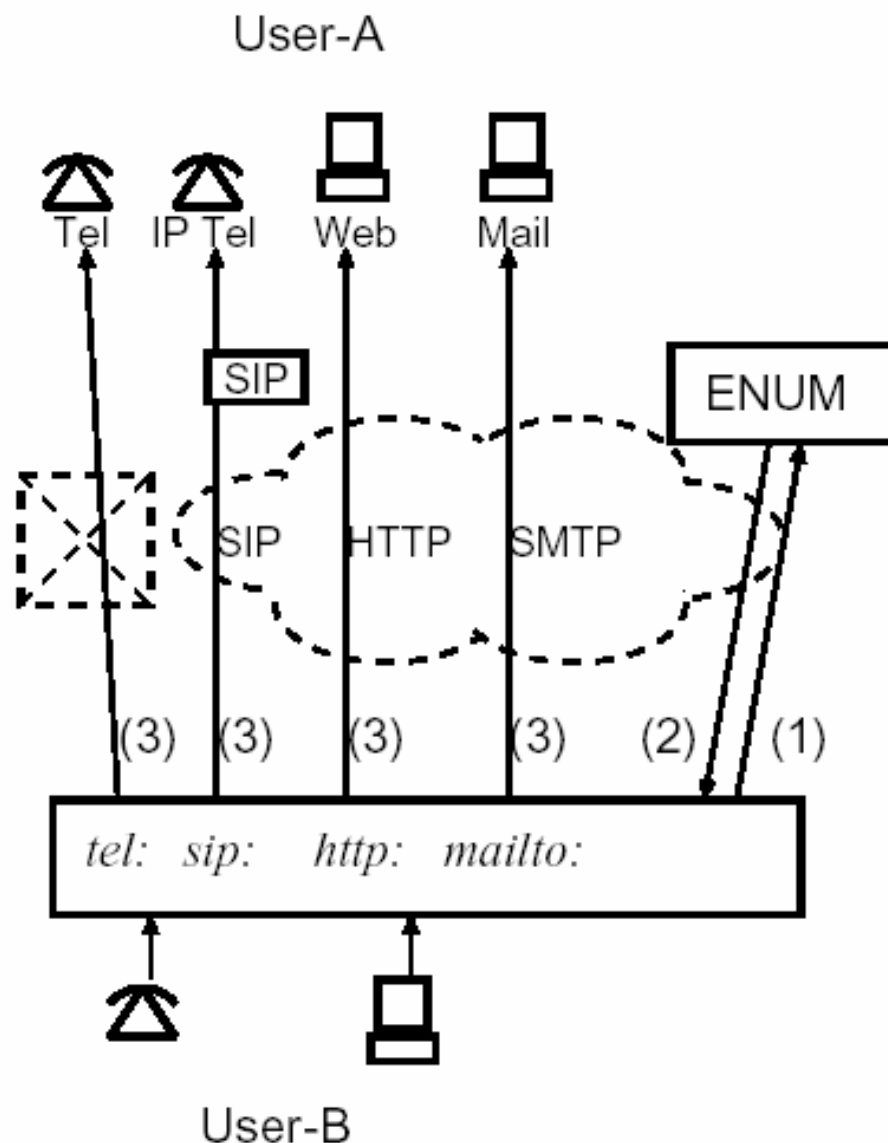 User-A
Tel IP Tel Web Mail
SIP
ENUM
SIP HTTP SMTP
(3) (3) (3) (3) (2) (1)
tel: sip: http: mailto:
User-B